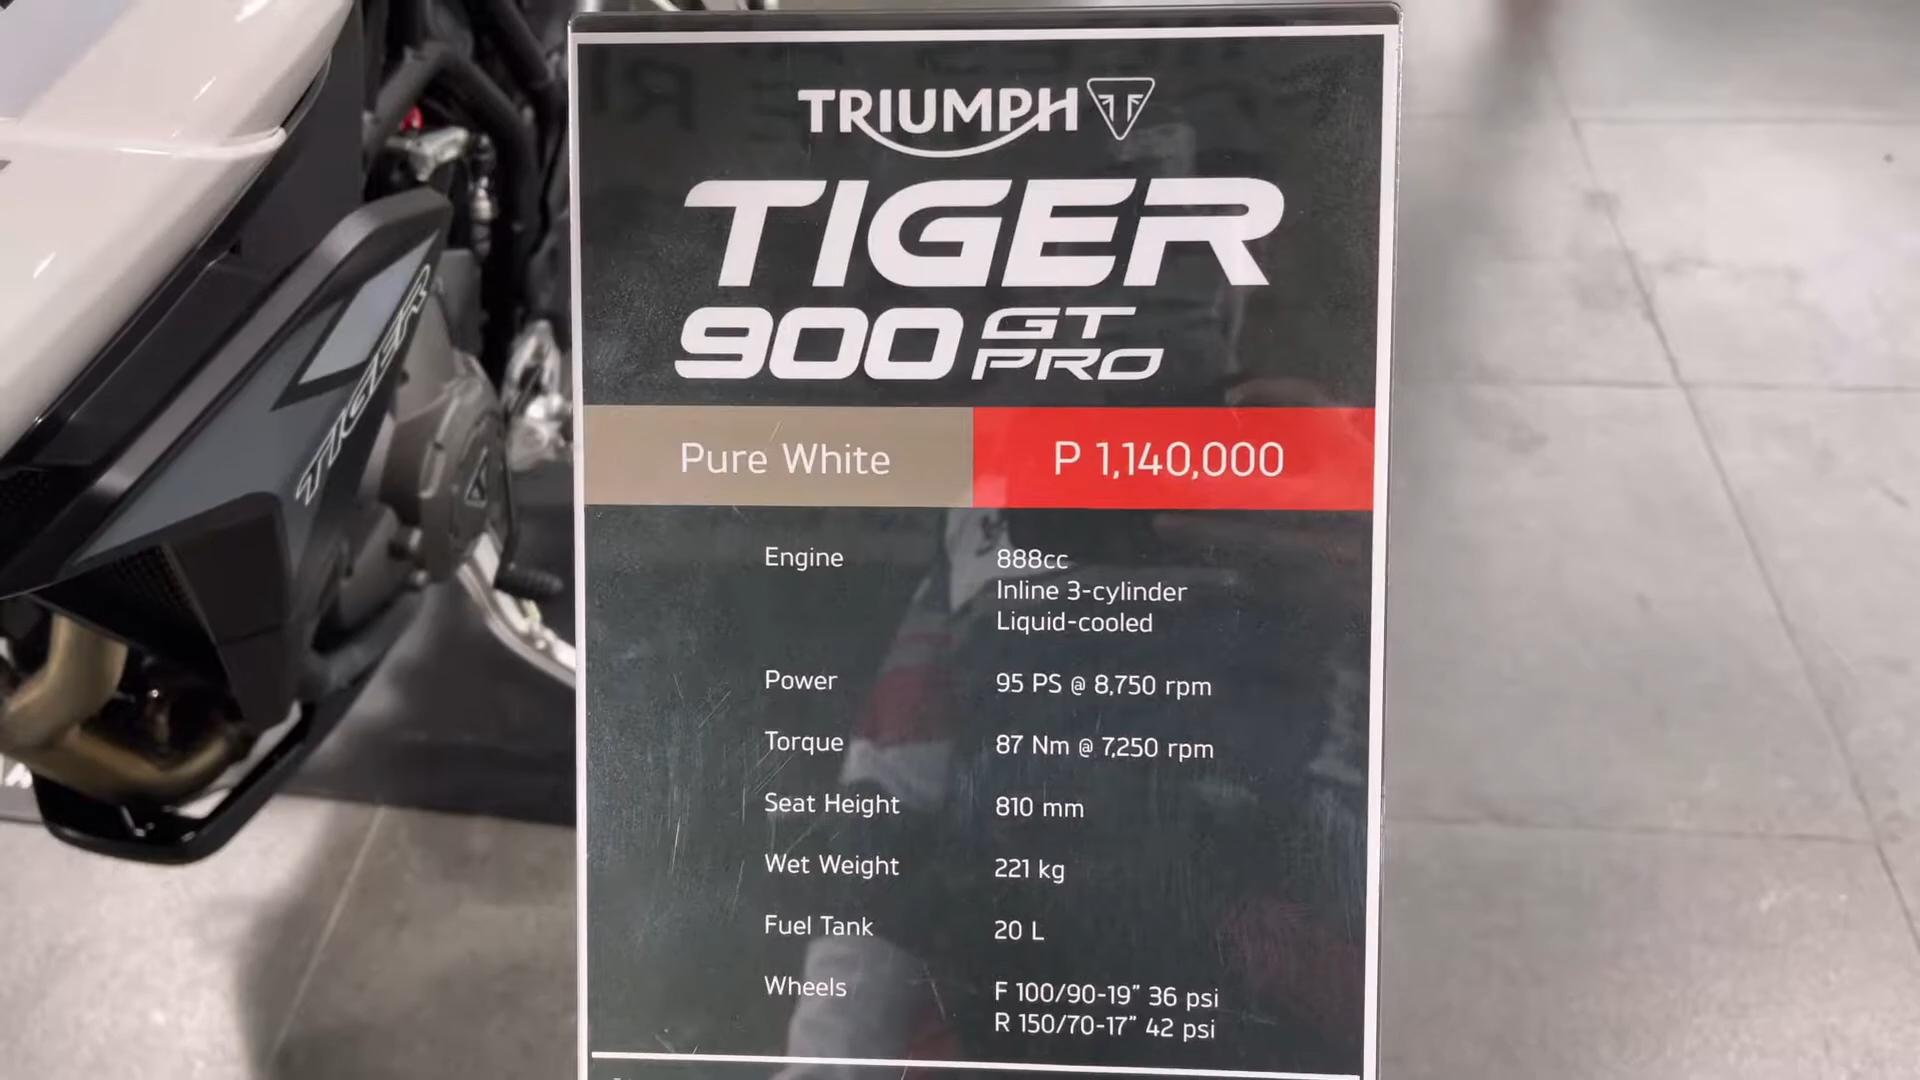 TRIUMPH
TIGER
900 GT PRO
Pure White P 1,140,000
Engine 888cc
Inline 3-cylinder
Liquid-cooled
Power 95 PS @ 8,750 rpm
Torque 87 Nm @ 7,250 rpm
Seat Height 810 mm
Wet Weight 221 kg
Fuel Tank 20 L
Wheels F 100/90-19” 36 psi
R 150/70-17” 42 psi
TIGER